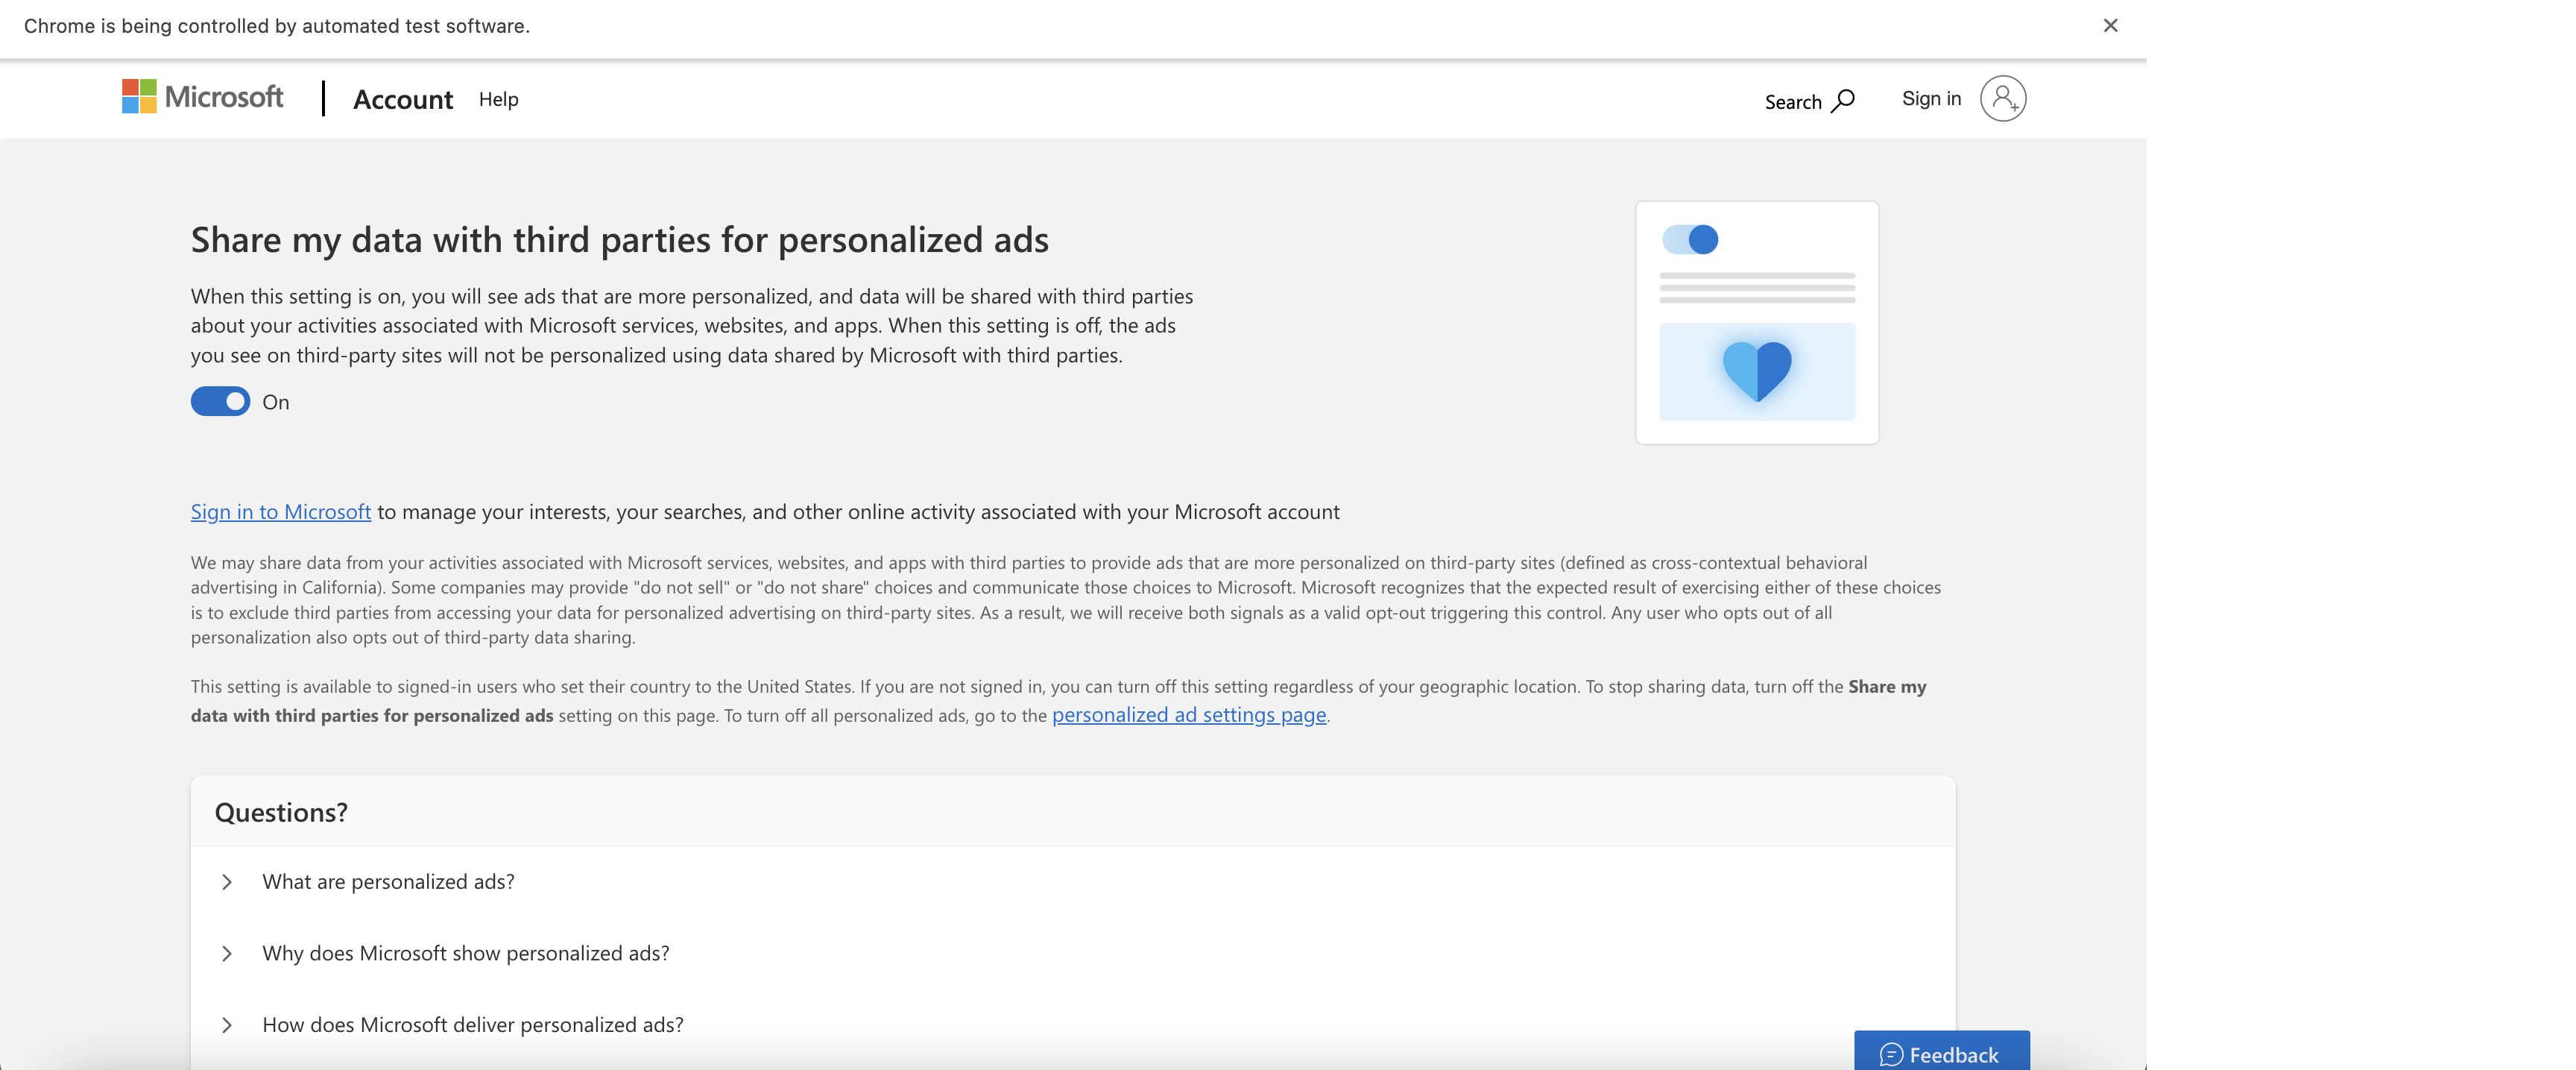 Chrome is being controlled by automated test software.
Microsoft
Account
Help
Search
Sign in
Share my data with third parties for personalized ads
When this setting is on, you will see ads that are more personalized, and data will be shared with third parties
about your activities associated with Microsoft services, websites, and apps. When this setting is off, the ads
you see on third-party sites will not be personalized using data shared by Microsoft with third parties.
On
Sign in to Microsoft to manage your interests, your searches, and other online activity associated with your Microsoft account
We may share data from your activities associated with Microsoft services, websites, and apps with third parties to provide ads that are more personalized on third-party sites (defined as cross-contextual behavioral
advertising in California). Some companies may provide "do not sell" or "do not share" choices and communicate those choices to Microsoft. Microsoft recognizes that the expected result of exercising either of these choices
is to exclude third parties from accessing your data for personalized advertising on third-party sites. As a result, we will receive both signals as a valid opt-out triggering this control. Any user who opts out of all
personalization also opts out of third-party data sharing.
This setting is available to signed-in users who set their country to the United States. If you are not signed in, you can turn off this setting regardless of your geographic location. To stop sharing data, turn off the Share my
data with third parties for personalized ads setting on this page. To turn off all personalized ads, go to the personalized ad settings page.
Questions?
What are personalized ads?
Why does Microsoft show personalized ads?
How does Microsoft deliver personalized ads?
Feedback